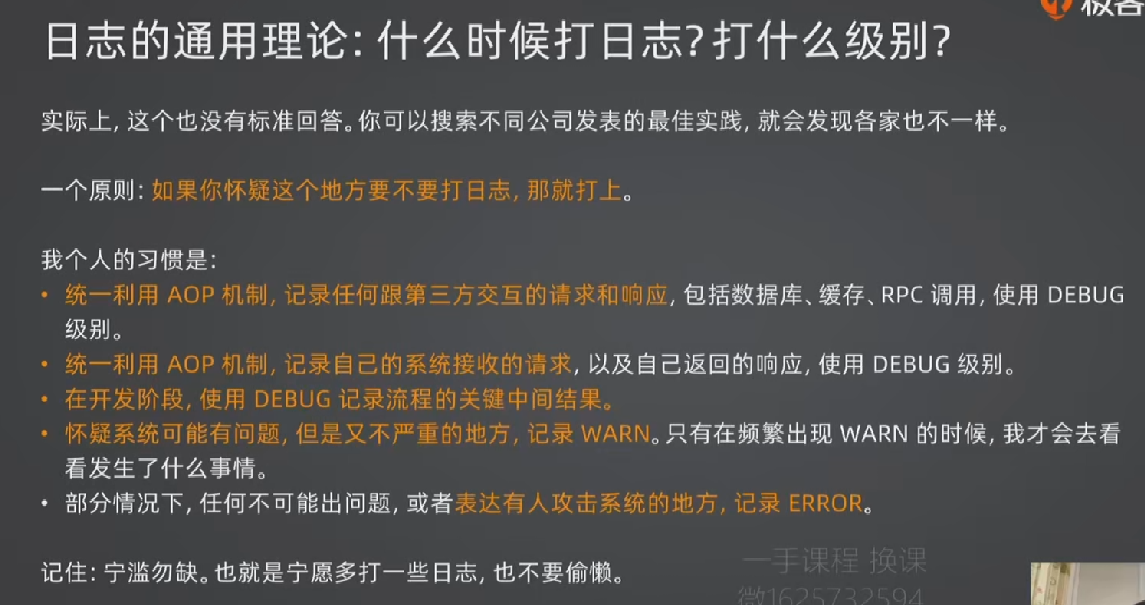 极客
日志的通用理论：什么时候打日志？打什么级别？
实际上，这个也没有标准回答。你可以搜索不同公司发表的最佳实践，就会发现各家也不一样。
一个原则：如果你怀疑这个地方要不要打日志，那就打上。
我个人的习惯是：
• 统一利用 AOP 机制，记录任何跟第三方交互的请求和响应，包括数据库、缓存、RPC 调用，使用 DEBUG
级别。
• 统一利用 AOP 机制，记录自己的系统接收的请求，以及自己返回的响应，使用 DEBUG 级别。
• 在开发阶段，使用 DEBUG 记录流程的关键中间结果。
• 怀疑系统可能有问题，但是又不严重的地方，记录 WARN。只有在频繁出现 WARN 的时候，我才会去看
看发生了什么事情。
• 部分情况下，任何不可能出问题，或者表达有人攻击系统的地方，记录 ERROR。
记住：宁滥勿缺。也就是宁愿多打一些日志，也不要偷懒。
一手课程 换课
微1625732594